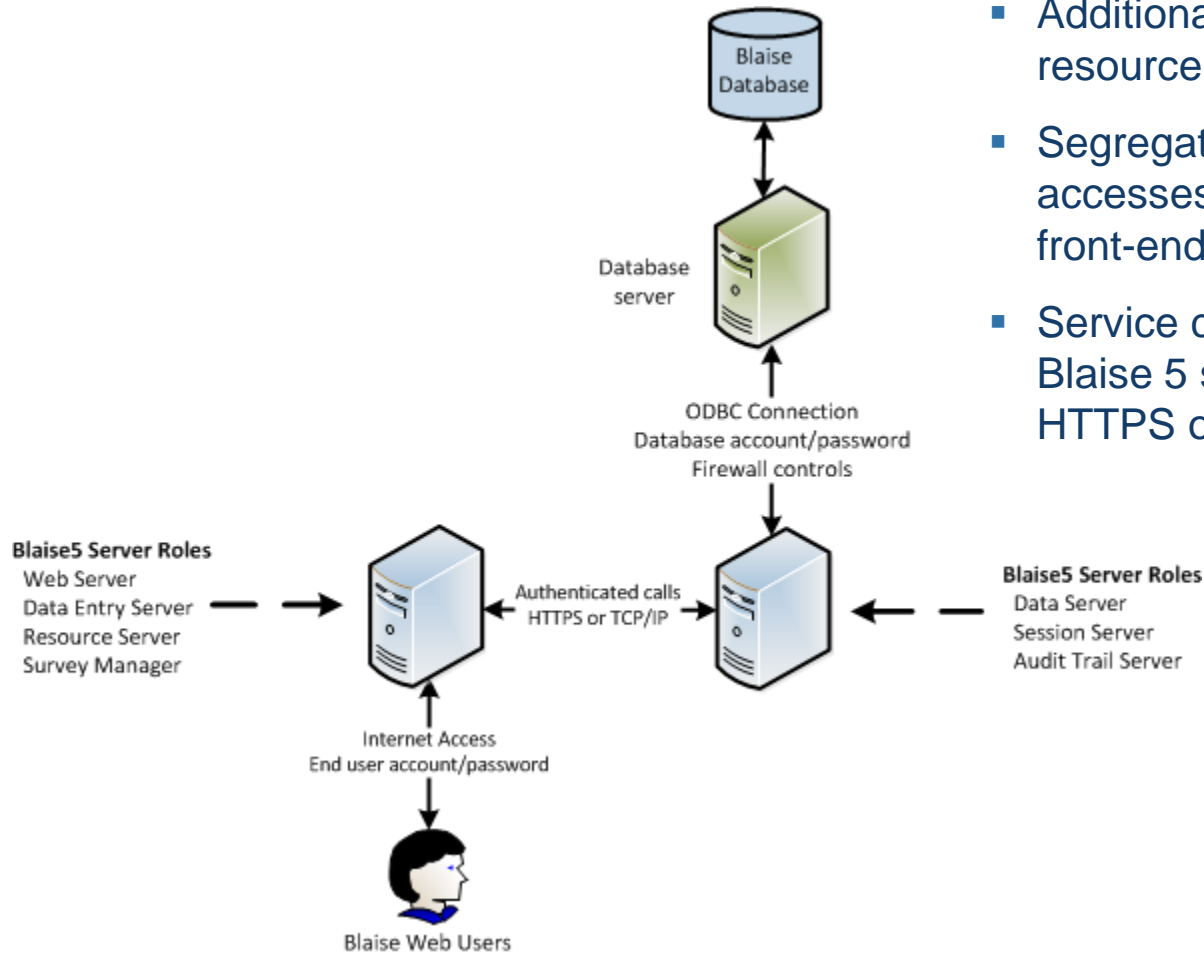 Blaise
Database
Database
server
ODBC Connection
Database account/password
Firewall controls
Blaise5 Server Roles
Web Server
Data Entry Server
Resource Server
Survey Manager
Authenticated calls
HTTPS or TCP/IP
Blaise5 Server Roles
Data Server
Session Server
Audit Trail Server
Internet Access
End user account/password
Blaise Web Users
resource
accesses
front-end
Service
Blaise 5
HTTPS